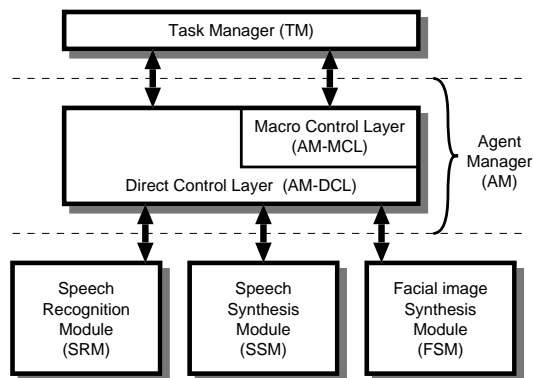 Task Manager (TM)
Macro Control Layer
(AM-MCL)
Direct Control Layer (AM-DCL)
Agent
Manager
(AM)
Speech
Recognition
Module
(SRM)
Speech
Synthesis
Module
(SSM)
Facial image
Synthesis
Module
(FSM)